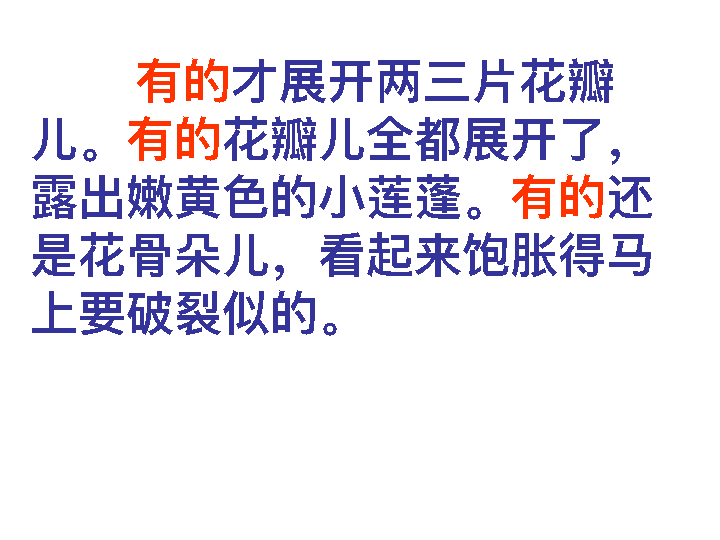 有的才展开两三片花瓣
儿。有的花瓣儿全都展开了，
露出嫩黄色的小莲蓬。有的还
是花骨朵儿，看起来饱胀得马
上要破裂似的。